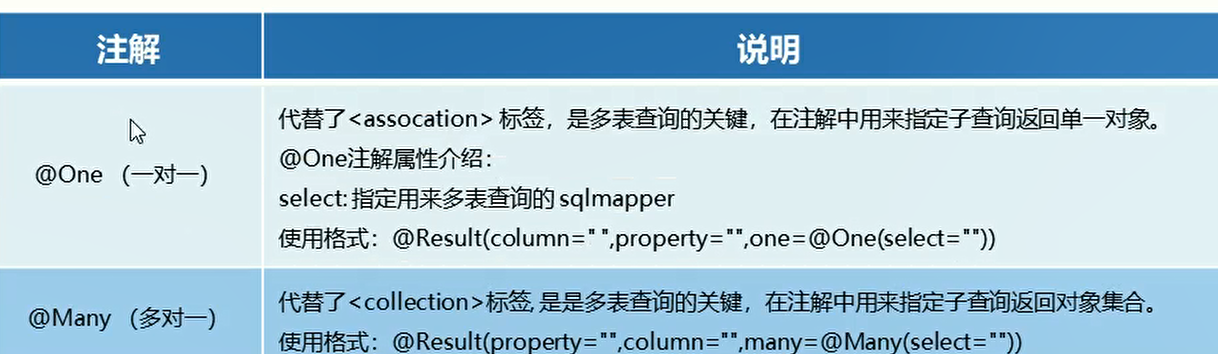 注解 说明
代替了<assocation> 标签，是多表查询的关键，在注解中用来指定子查询返回单一对象。
@One （一对一）
@One注解属性介绍：
select: 指定用来多表查询的 sqlmapper
使用格式：@Result(column=" ",property="",one=@One(select=""))
@Many （多对一）
代替了<collection>标签, 是是多表查询的关键，在注解中用来指定子查询返回对象集合。
使用格式：@Result(property="",column="",many=@Many(select=""))